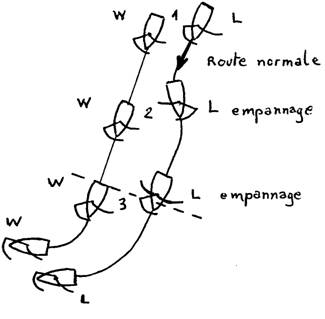 W 1 L
Route normale
W 2 L empannage
W 3 L empannage
W
L